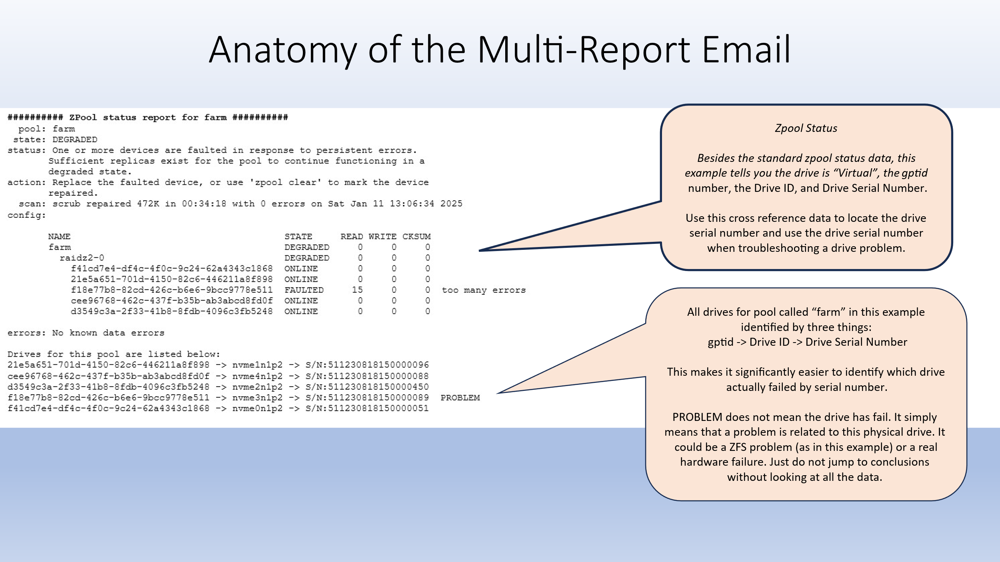 Anatomy of the Multi-Report Email
########## ZPool status report for farm ##########
pool: farm
state: DEGRADED
status: One or more devices are faulted in response to persistent errors.
Sufficient replicas exist for the pool to continue functioning in a
degraded state.
action: Replace the faulted device, or use 'zpool clear' to mark the device
repaired.
scan: scrub repaired 472K in 00:34:18 with 0 errors on Sat Jan 11 13:06:34 2025
config:
NAME STATE READ WRITE CKSUM
farm DEGRADED 0 0 0
raidz2-0 DEGRADED 0 0 0
f41cd7e4-df4c-4f0c-9c24-62a4343c1868 ONLINE 0 0 0
21e5a651-701d-4150-82c6-446211a8f898 ONLINE 0 0 0
f18e77b8-82cd-426c-b6e6-9bcc9778e511 FAULTED 15 0 0 too many errors
cee96768-462c-437f-b35b-ab3abcd8fd0f ONLINE 0 0 0
d3549c3a-2f33-41b8-8fdb-4096c3fb5248 ONLINE 0 0 0
errors: No known data errors
Drives for this pool are listed below:
21e5a651-701d-4150-82c6-446211a8f898 -> nvme1n1p2 -> S/N:511230818150000096
cee96768-462c-437f-b35b-ab3abcd8fd0f -> nvme4n1p2 -> S/N:511230818150000088
d3549c3a-2f33-41b8-8fdb-4096c3fb5248 -> nvme2n1p2 -> S/N:511230818150000450
f18e77b8-82cd-426c-b6e6-9bcc9778e511 -> nvme3n1p2 -> S/N:511230818150000089 PROBLEM
f41cd7e4-df4c-4f0c-9c24-62a4343c1868 -> nvme0n1p2 -> S/N:511230818150000051
Zpool Status
Besides the standard zpool status data, this
example tells you the drive is “Virtual”, the gptid
number, the Drive ID, and Drive Serial Number.
Use this cross reference data to locate the drive
serial number and use the drive serial number
when troubleshooting a drive problem.
All drives for pool called “farm” in this example
identified by three things:
gptid -> Drive ID -> Drive Serial Number
This makes it significantly easier to identify which drive
actually failed by serial number.
PROBLEM does not mean the drive has fail. It simply
means that a problem is related to this physical drive. It
could be a ZFS problem (as in this example) or a real
hardware failure. Just do not jump to conclusions
without looking at all the data.